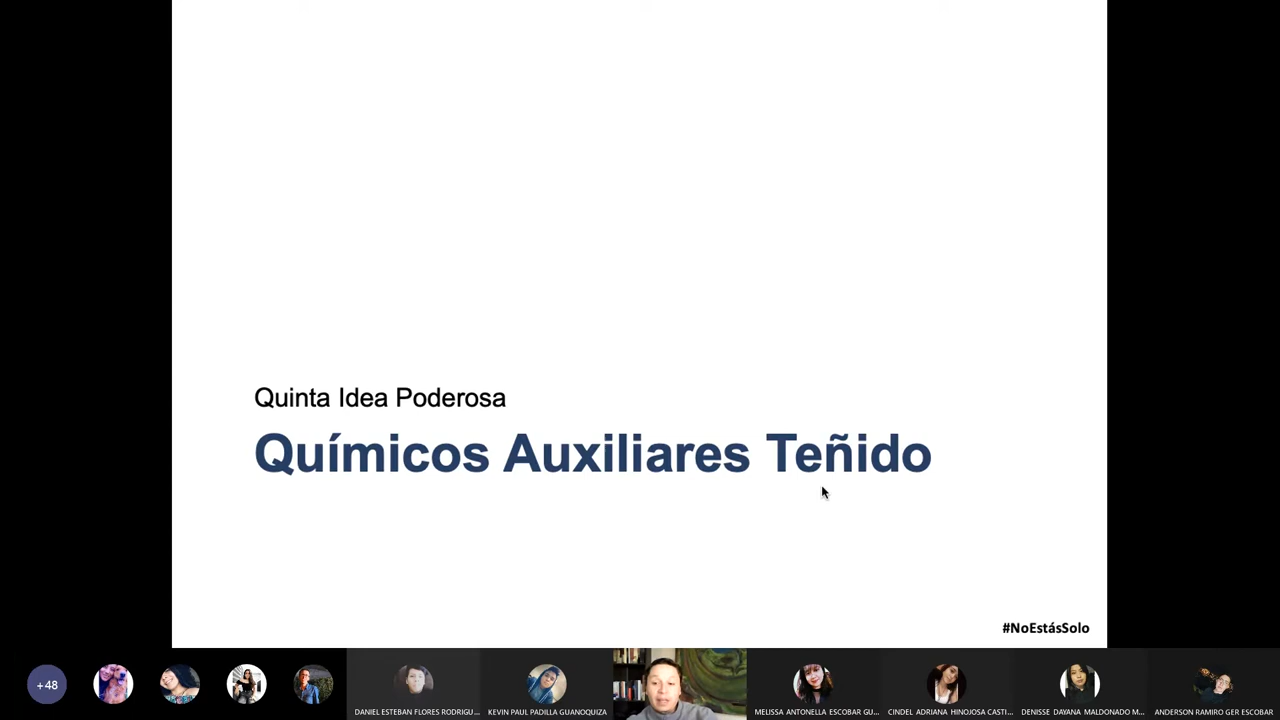 Quinta Idea Poderosa
Químicos Auxiliares Teñido
#NoEstásSolo
+48
DANIEL ESTEBAN FLORES RODRIGU...
KEVIN PAUL PADILLA GUANOQUIZA
MELISSA ANTONELLA ESCOBAR GU...
CINDEL ADRIANA HINOJOSA CASTI...
DENISSE DAYANA MALDONADO M...
ANDERSON RAMIRO GER ESCOBAR